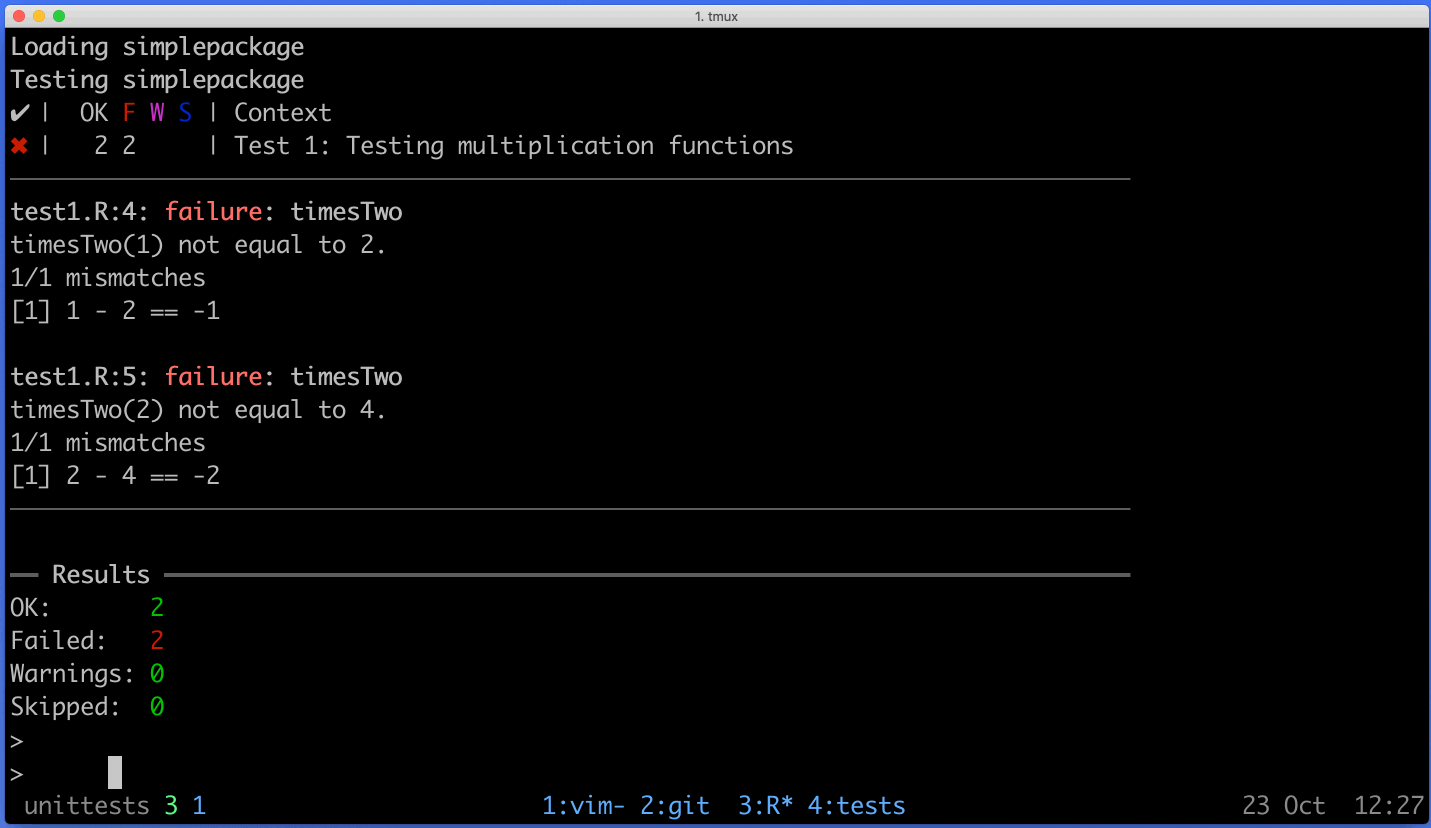 1. tmux
Loading simplepackage
Testing simplepackage
✔ |  OK F W S | Context
✖ |   2 2     | Test 1: Testing multiplication functions
test1.R:4: failure: timesTwo
timesTwo(1) not equal to 2.
1/1 mismatches
[1] 1 - 2 == -1
test1.R:5: failure: timesTwo
timesTwo(2) not equal to 4.
1/1 mismatches
[1] 2 - 4 == -2
Results
OK:       2
Failed:   2
Warnings: 0
Skipped:  0
>
>
unittests 3 1 1:vim- 2:git  3:R* 4:tests 23 Oct  12:27